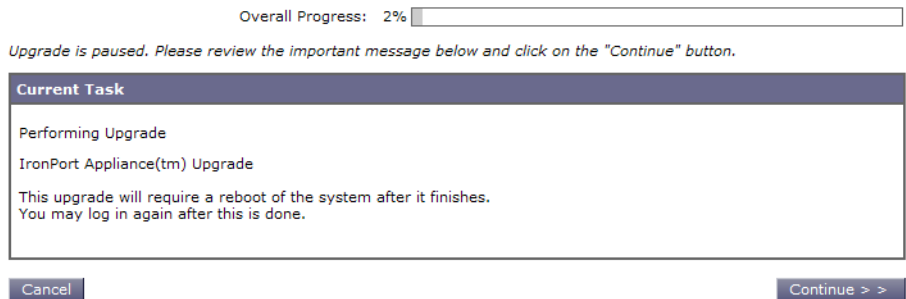 Overall Progress: 2%
Upgrade is paused. Please review the important message below and click on the "Continue" button.
Current Task
Performing Upgrade
IronPort Appliance(tm) Upgrade
This upgrade will require a reboot of the system after it finishes.
You may log in again after this is done.
Cancel
Continue > >